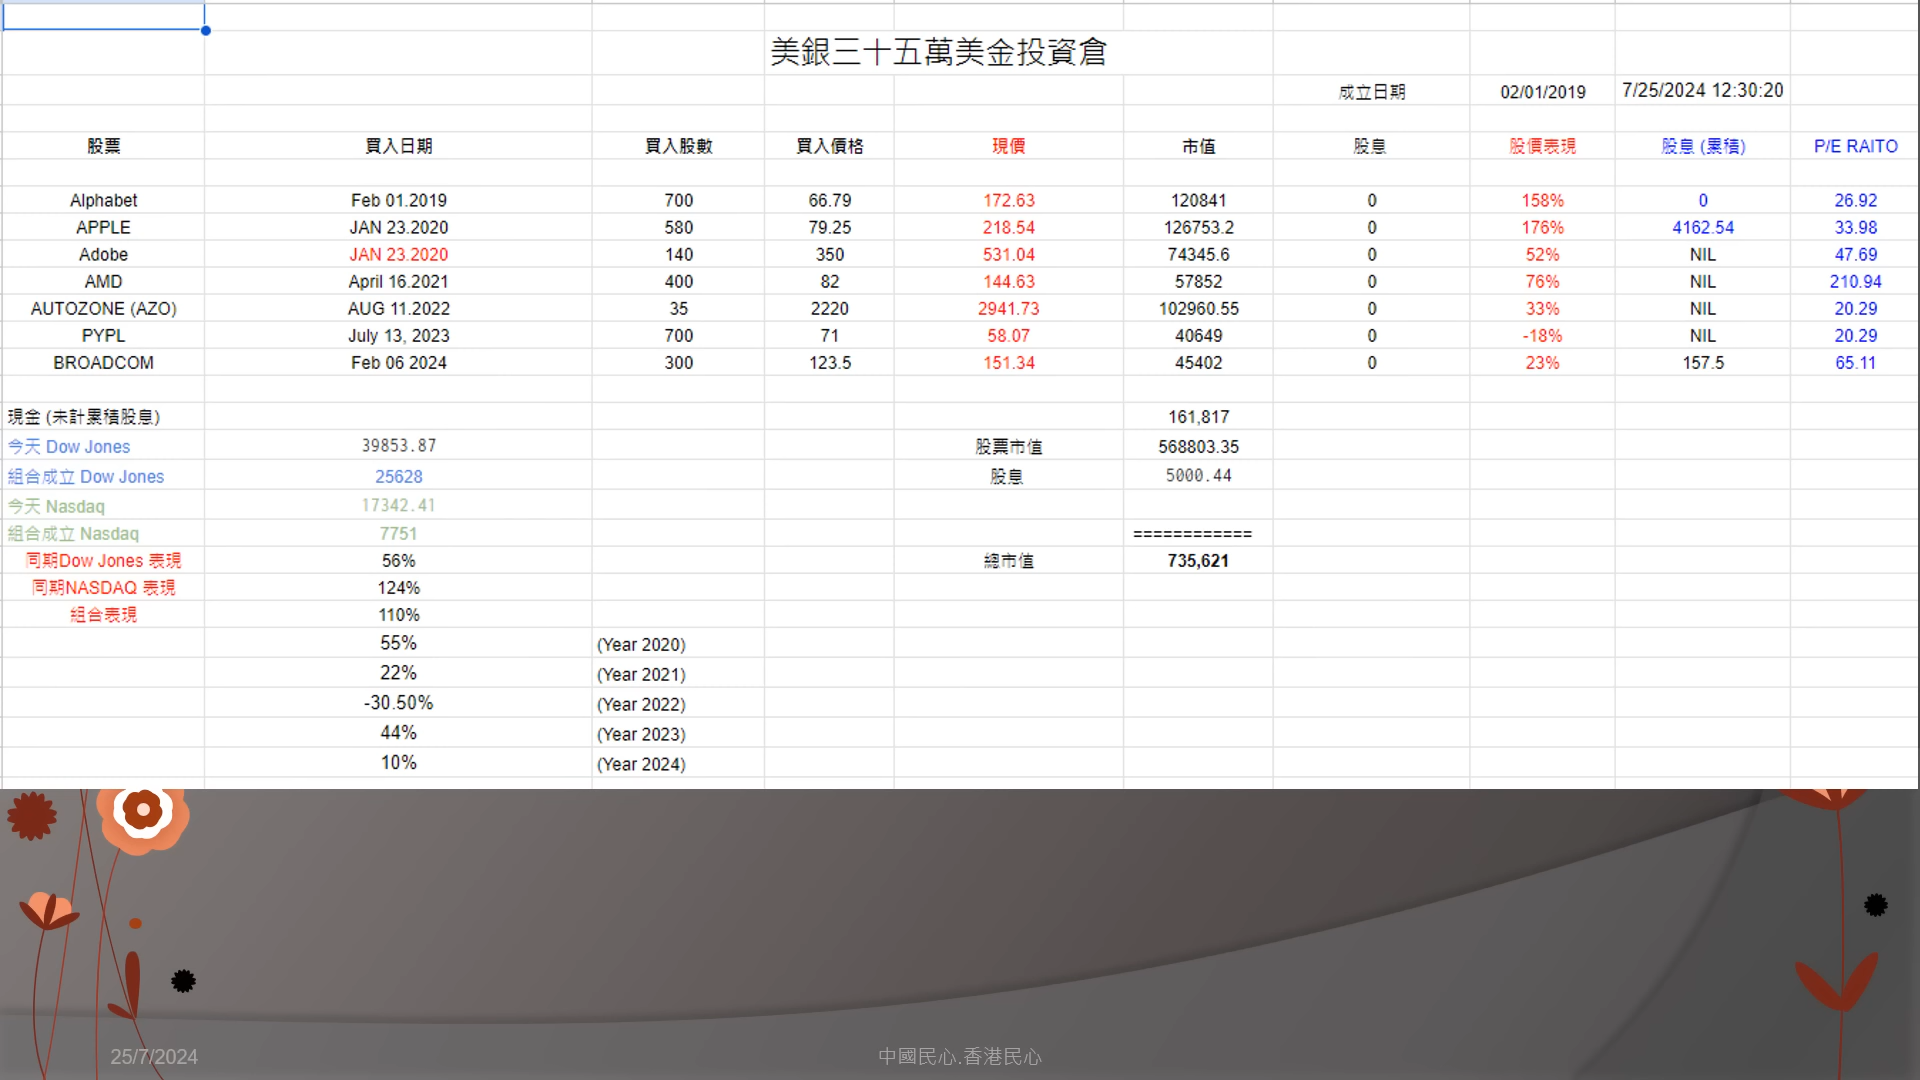 美銀三十五萬美金投資倉
成立日期 02/01/2019 7/25/2024 12:30:20
股票 買入日期 買入股數 買入價格 現價 市值 股息 股價表現 股息 (累積) P/E RAITO
Alphabet Feb 01.2019 700 66.79 172.63 120841 0 158% 0 26.92
APPLE JAN 23.2020 580 79.25 218.54 126753.2 0 176% 4162.54 33.98
Adobe JAN 23.2020 140 350 531.04 74345.6 0 52% NIL 47.69
AMD April 16.2021 400 82 144.63 57852 0 76% NIL 210.94
AUTOZONE (AZO) AUG 11.2022 35 2220 2941.73 102960.55 0 33% NIL 20.29
PYPL July 13, 2023 700 71 58.07 40649 0 -18% NIL 20.29
BROADCOM Feb 06 2024 300 123.5 151.34 45402 0 23% 157.5 65.11
現金 (未計累積股息) 161,817
今天 Dow Jones 39853.87 股票市值 568803.35
組合成立 Dow Jones 25628 股息 5000.44
今天 Nasdaq 17342.41
組合成立 Nasdaq 7751 ============
同期Dow Jones 表現 56% 總市值 735,621
同期NASDAQ 表現 124%
組合表現 110%
55% (Year 2020)
22% (Year 2021)
-30.50% (Year 2022)
44% (Year 2023)
10% (Year 2024)
25/7/2024 中國民心.香港民心